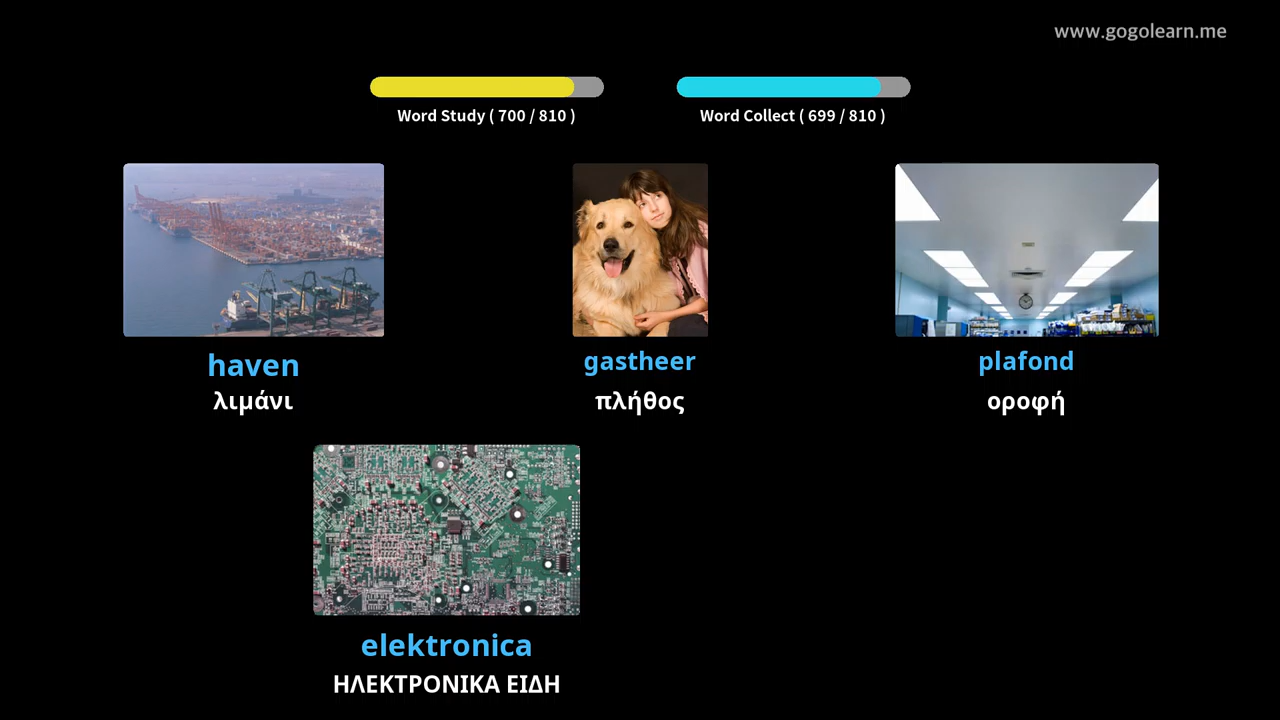 www.gogolearn.me
Word Study ( 700 / 810 )
Word Collect ( 699 / 810 )
haven
λιμάνι
gastheer
πλήθος
plafond
οροφή
elektronica
ΗΛΕΚΤΡΟΝΙΚΑ ΕΙΔΗ